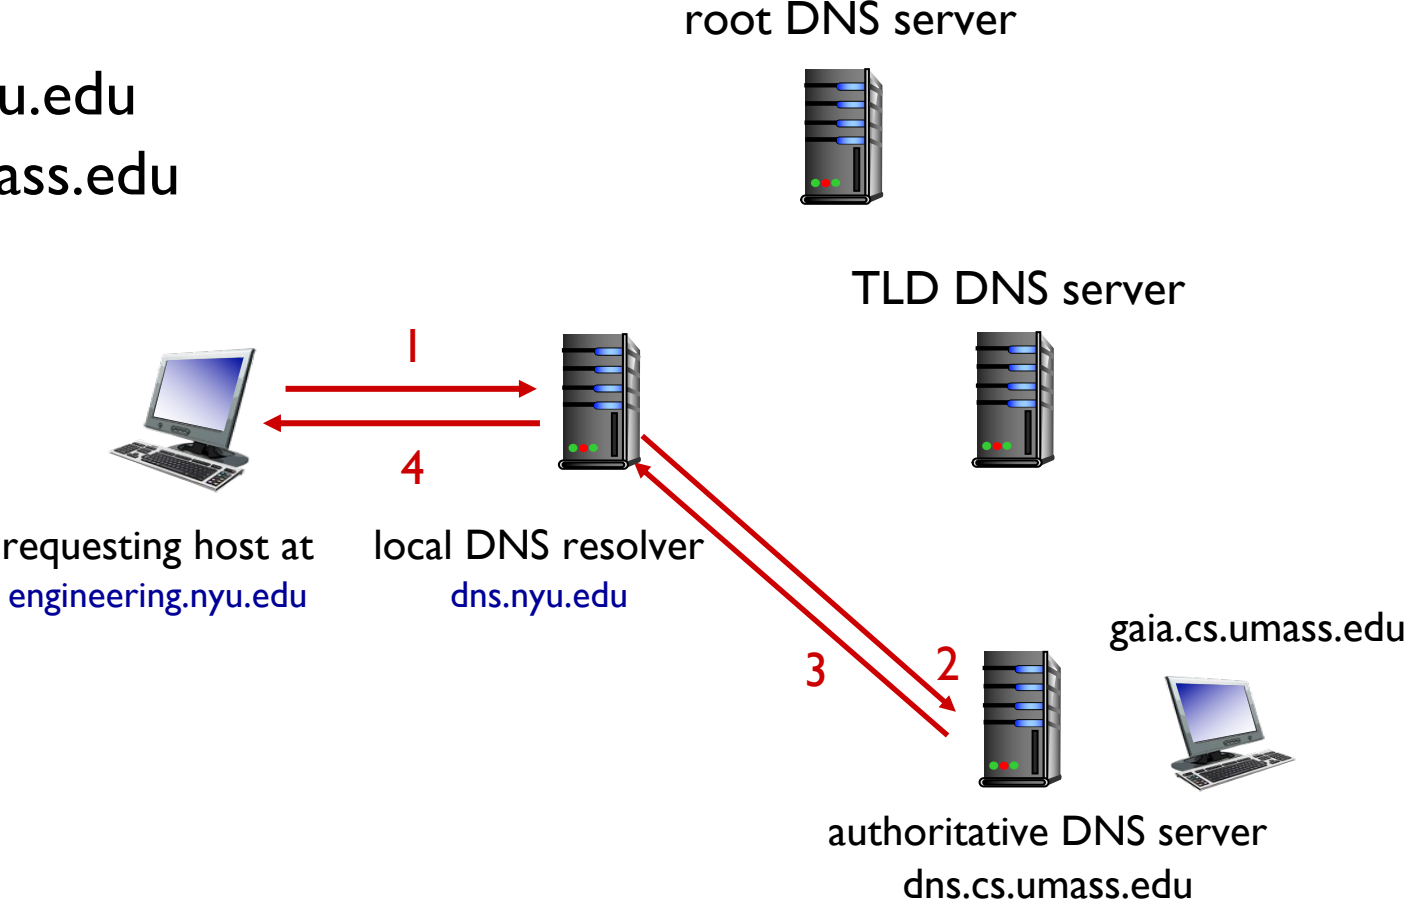 root DNS server
u.edu
ass.edu
TLD DNS server
1
4
requesting host at
engineering.nyu.edu
local DNS resolver
dns.nyu.edu
gaia.cs.umass.edu
3
2
authoritative DNS server
dns.cs.umass.edu